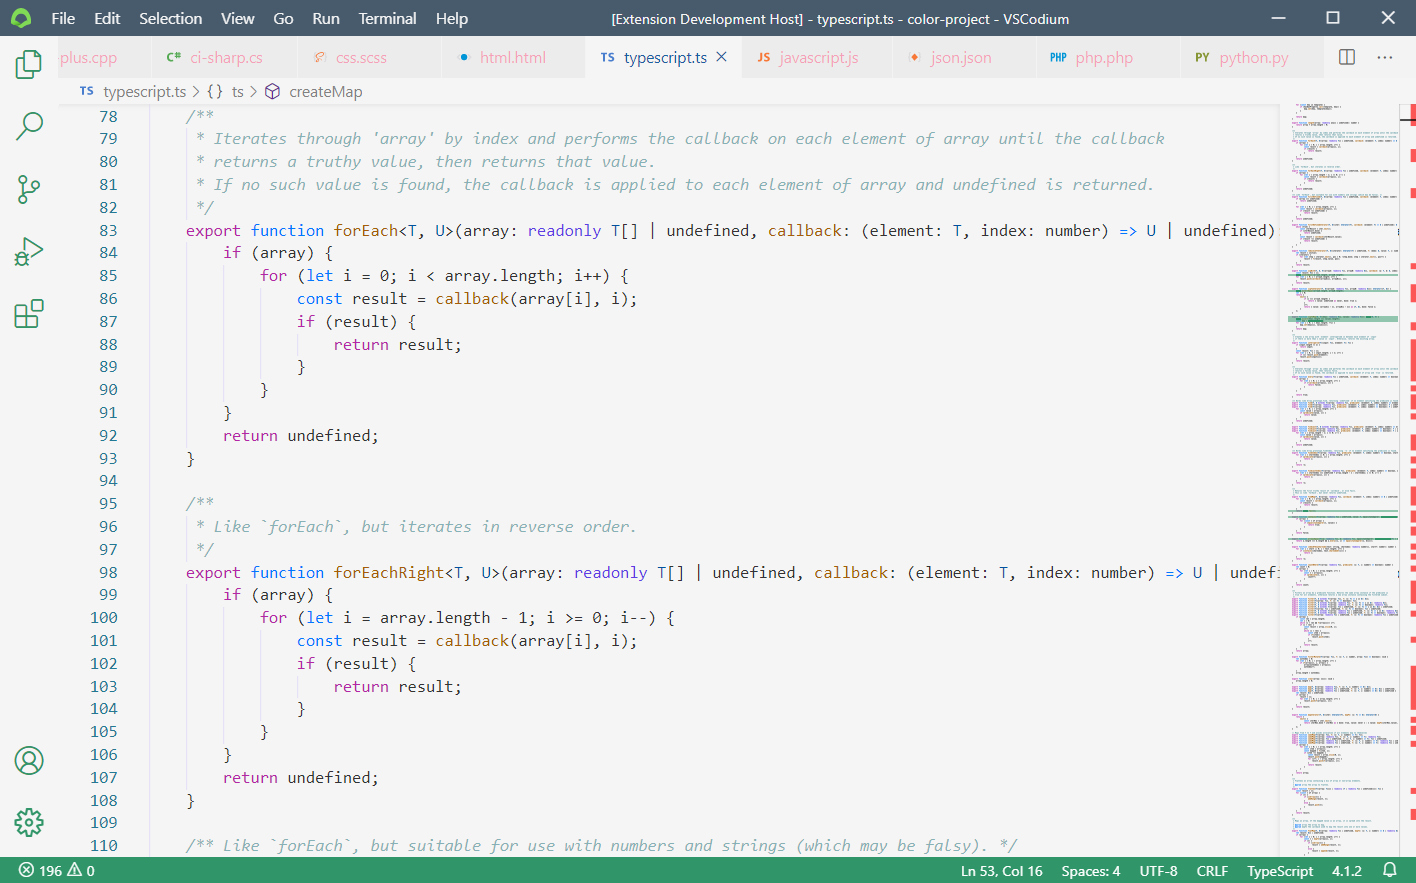 File Edit Selection View Go Run Terminal Help [Extension Development Host] - typescript.ts - color-project - VSCodium
plus.cpp C# ci-sharp.cs css.scss html.html TS typescript.ts JS javascript.js json.json PHP php.php PY python.py
TS typescript.ts > {} ts > createMap
78 /**
79 * Iterates through 'array' by index and performs the callback on each element of array until the callback
80 * returns a truthy value, then returns that value.
81 * If no such value is found, the callback is applied to each element of array and undefined is returned.
82 */
83 export function forEach<T, U>(array: readonly T[] | undefined, callback: (element: T, index: number) => U | undefined)
84 if (array) {
85 for (let i = 0; i < array.length; i++) {
86 const result = callback(array[i], i);
87 if (result) {
88 return result;
89 }
90 }
91 }
92 return undefined;
93 }
94
95 /**
96 * Like `forEach`, but iterates in reverse order.
97 */
98 export function forEachRight<T, U>(array: readonly T[] | undefined, callback: (element: T, index: number) => U | undefi
99 if (array) {
100 for (let i = array.length - 1; i >= 0; i--) {
101 const result = callback(array[i], i);
102 if (result) {
103 return result;
104 }
105 }
106 }
107 return undefined;
108 }
109
110 /** Like `forEach`, but suitable for use with numbers and strings (which may be falsy). */
196 0 Ln 53, Col 16 Spaces: 4 UTF-8 CRLF TypeScript 4.1.2